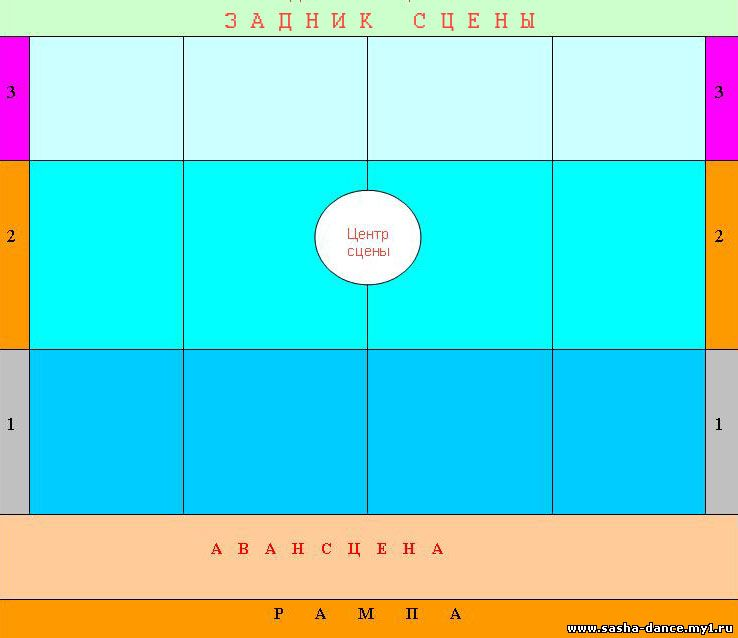 З А Д Н И К С Ц Е Н Ы
3 3
2 2
Центр
сцены
1 1
А В А Н С Ц Е Н А
Р А М П А
www.sasha-dance.my1.ru